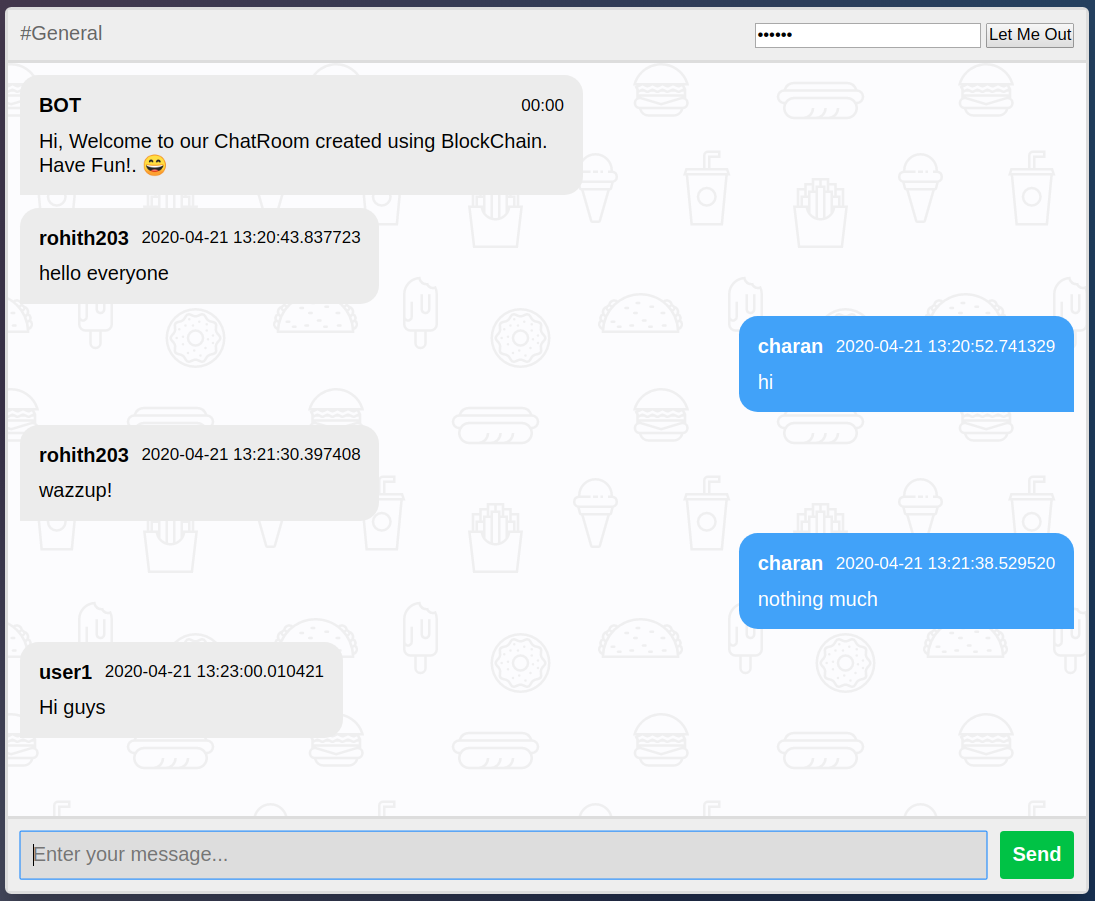 #General
•••••• Let Me Out
BOT 00:00
Hi, Welcome to our ChatRoom created using BlockChain.
Have Fun!. 😄
rohith203 2020-04-21 13:20:43.837723
hello everyone
charan 2020-04-21 13:20:52.741329
hi
rohith203 2020-04-21 13:21:30.397408
wazzup!
charan 2020-04-21 13:21:38.529520
nothing much
user1 2020-04-21 13:23:00.010421
Hi guys
Enter your message... Send